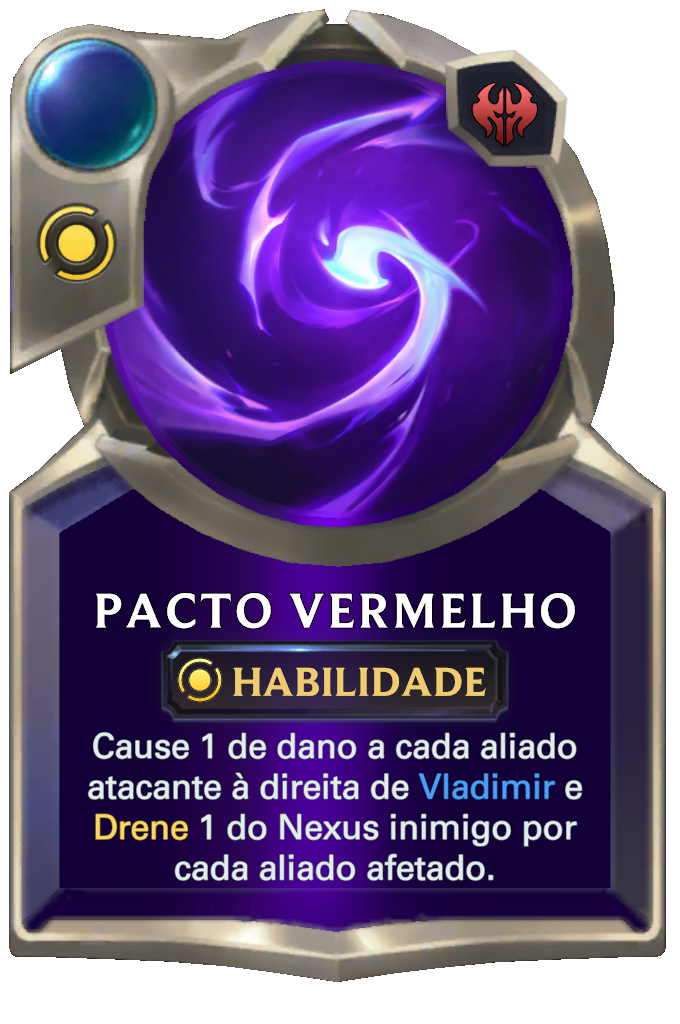 PACTO VERMELHO
HABILIDADE
Cause 1 de dano a cada aliado
atacante à direita de Vladimir e
Drene 1 do Nexus inimigo por
cada aliado afetado.